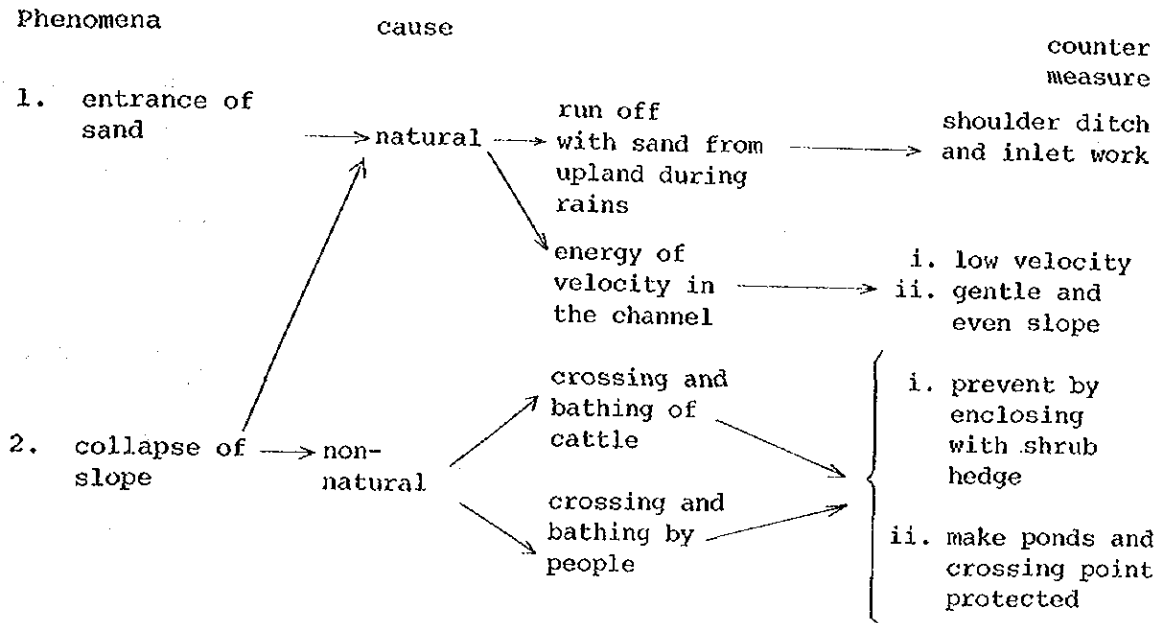 Phenomena
cause
counter
measure
1. entrance of
sand
natural
run off
with sand from
upland during
rains
shoulder ditch
and inlet work
energy of
velocity in
the channel
i. low velocity
ii. gentle and
even slope
2. collapse of
slope
non-
natural
crossing and
bathing of
cattle
crossing and
bathing by
people
i. prevent by
enclosing
with shrub
hedge
ii. make ponds and
crossing point
protected